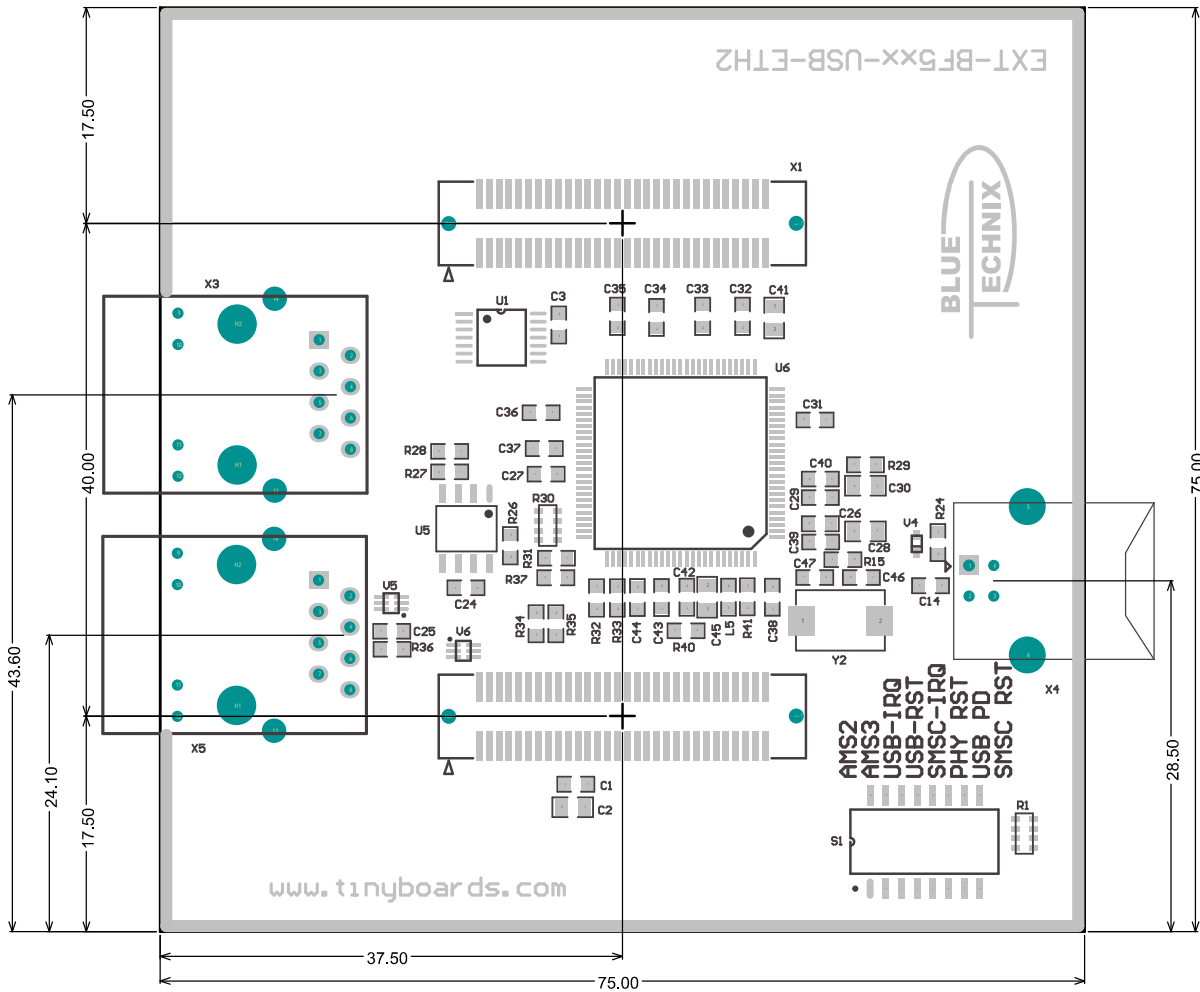 EXT-BF5xx-USB-ETH2
17.50
X1
BLUE
TECHNIX
X3
U1
C3
C35
C34
C33
C32
C41
U6
C36
C31
43.60
40.00
75.00
R28
C37
R27
C27
C40
R29
C29
C30
R30
R26
U5
C26
V4
R24
C39
C28
R31
R37
C47
R15
C46
C24
V5
C42
C14
C25
R36
V6
R34
R35
R32
R33
C44
C43
R40
C45
L5
R41
C38
Y2
X4
X5
24.10
17.50
28.50
AMS2
AMS3
USB-IRQ
USB-RST
SMSC-IRQ
PHY RST
USB PD
SMSC RST
C1
C2
S1
R1
www.tinyboards.com
37.50
75.00